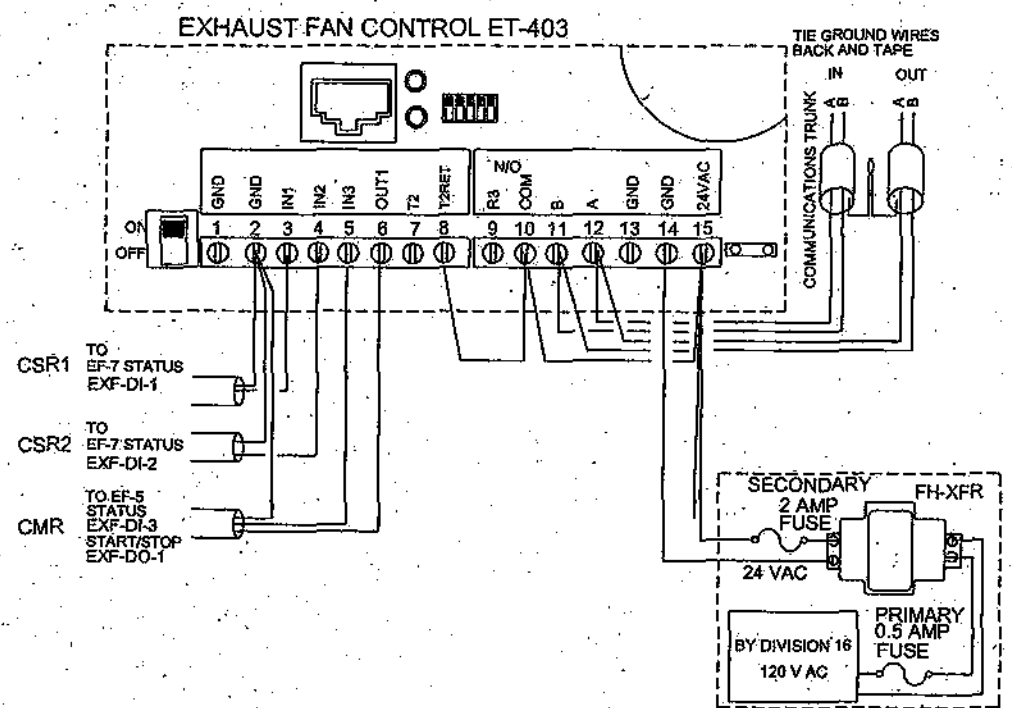 EXHAUST FAN CONTROL ET-403
TIE GROUND WIRES
BACK AND TAPE
IN OUT
A B A B
COMMUNICATIONS TRUNK
N/O
GND GND IN1 IN2 IN3 OUT1 T2 T2RET R3 COM B A GND GND 24VAC
ON
1 2 3 4 5 6 7 8 9 10 11 12 13 14 15
OFF
CSR1
TO
EF-7 STATUS
EXF-DI-1
CSR2
TO
EF-7 STATUS
EXF-DI-2
CMR
TO EF-5
STATUS
EXF-DI-3
START/STOP
EXF-DO-1
SECONDARY
2 AMP
FUSE
FH-XFR
24 VAC
PRIMARY
0.5 AMP
FUSE
BY DIVISION 16
120 V AC